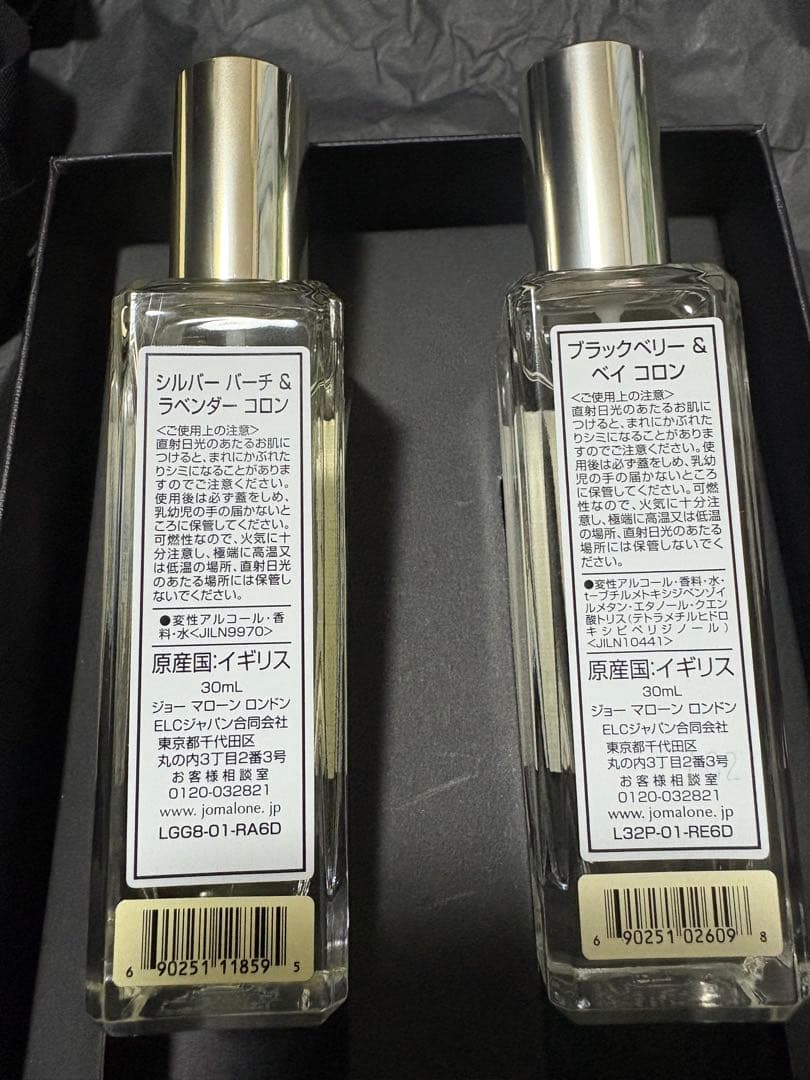 シルバー バーチ &
ラベンダー コロン
<ご使用上の注意>
直射日光のあたるお肌に
つけると、まれにかぶれた
りシミになることがありま
すのでご注意ください。
使用後は必ず蓋をしめ、
乳幼児の手の届かないと
ころに保管してください。
可燃性なので、火気に十
分注意し、極端に高温又
は低温の場所、直射日光
のあたる場所には保管し
ないでください。
●変性アルコール・香
料・水<JILN9970>
原産国:イギリス
30mL
ジョー マローン ロンドン
ELCジャパン合同会社
東京都千代田区
丸の内3丁目2番3号
お客様相談室
0120-032821
www. jomalone. jp
LGG8-01-RA6D
6 90251 11859 5
ブラックベリー &
ベイ コロン
<ご使用上の注意>
直射日光のあたるお肌に
つけると、まれにかぶれた
りシミになることがありま
すのでご注意ください。使
用後は必ず蓋をしめ、乳幼
児の手の届かないところ
に保管してください。可燃
性なので、火気に十分注
意し、極端に高温又は低温
の場所、直射日光のあたる
場所には保管しないでく
ださい。
●変性アルコール・香料・水・
t-ブチルメトキシジベンゾイ
ルメタン・エタノール・クエン
酸トリス(テトラメチルヒドロ
キシピペリジノール)
<JILN10441>
原産国:イギリス
30mL
ジョー マローン ロンドン
ELCジャパン合同会社
東京都千代田区
丸の内3丁目2番3号
お客様相談室
0120-032821
www. jomalone. jp
L32P-01-RE6D
6 90251 02609 8